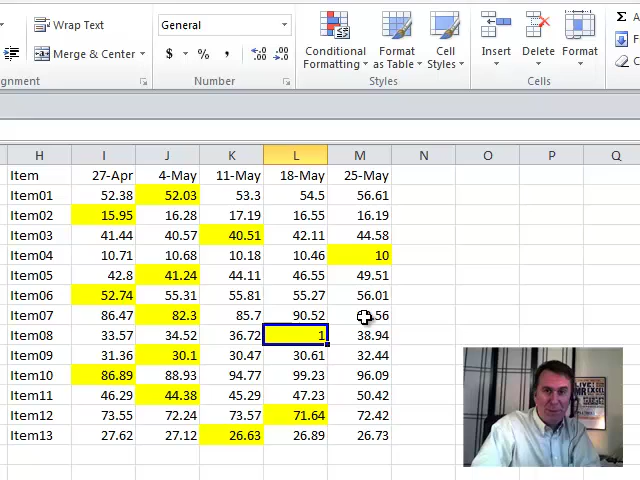 Wrap Text General Conditional Formatting Format as Table Cell Styles Insert Delete Format
Merge & Center $ % ,
Number Styles Cells
H I J K L M N O P Q
Item 27-Apr 4-May 11-May 18-May 25-May
Item01 52.38 52.03 53.3 54.5 56.61
Item02 15.95 16.28 17.19 16.55 16.19
Item03 41.44 40.57 40.51 42.11 44.58
Item04 10.71 10.68 10.18 10.46 10
Item05 42.8 41.24 44.11 46.55 49.51
Item06 52.74 55.31 55.81 55.27 56.01
Item07 86.47 82.3 85.7 90.52 .56
Item08 33.57 34.52 36.72 1 38.94
Item09 31.36 30.1 30.47 30.61 32.44
Item10 86.89 88.93 94.77 99.23 96.09
Item11 46.29 44.38 45.29 47.23 50.42
Item12 73.55 72.24 73.57 71.64 72.42
Item13 27.62 27.12 26.63 26.89 26.73